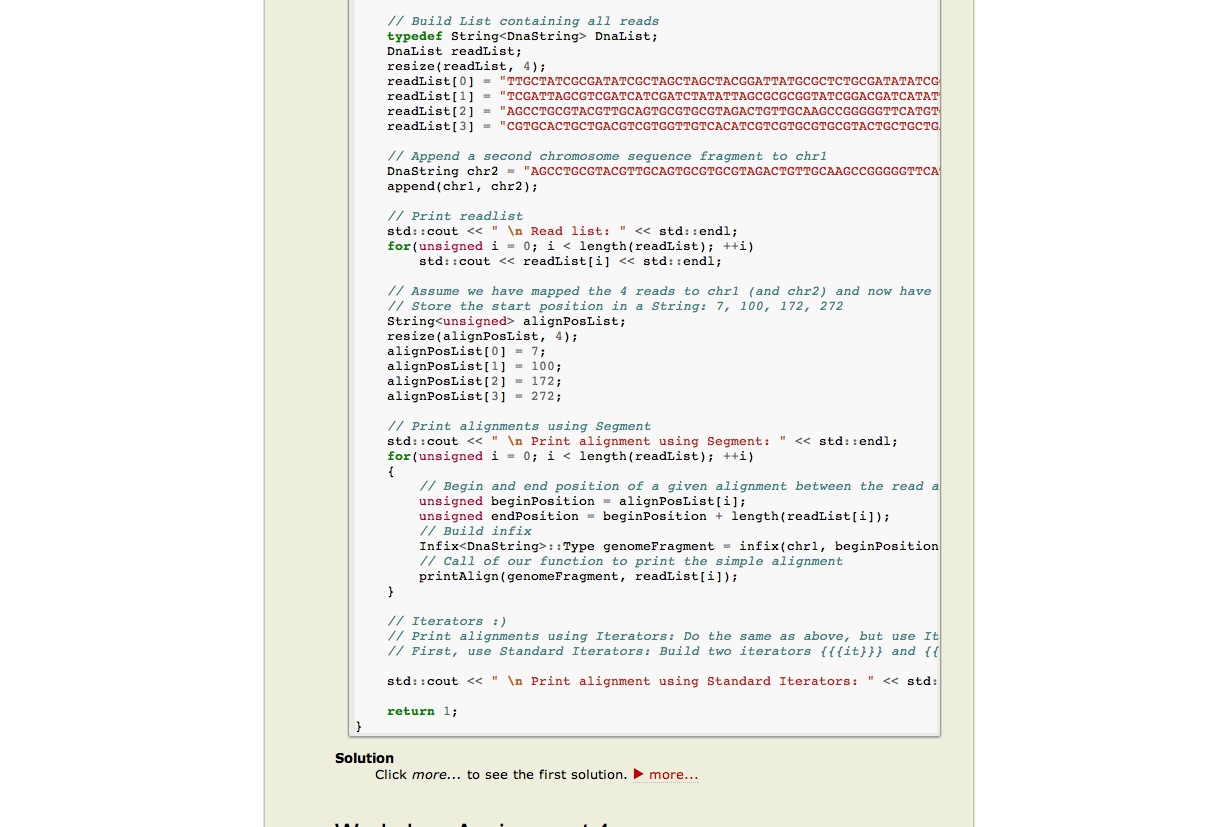 // Build List containing all reads
typedef String<DnaString> DnaList;
DnaList readList;
resize(readList, 4);
readList[0] = "TTGCTATCGCGATATCGCTAGCTAGCTACGGATTATGCGCTCTGCGATATATCG
readList[1] = "TCGATTAGCGTCGATCATCGATCTATATTAGCGCGCGGTATCGGACGATCATAT
readList[2] = "AGCCTGCGTACGTTGCAGTGCGTGCGTAGACTGTTGCAAGCCGGGGGTTCATGT
readList[3] = "CGTGCACTGCTGACGTCGTGGTTGTCACATCGTCGTGCGTGCGTACTGCTGCTG
// Append a second chromosome sequence fragment to chr1
DnaString chr2 = "AGCCTGCGTACGTTGCAGTGCGTGCGTAGACTGTTGCAAGCCGGGGGTTCA
append(chr1, chr2);
// Print readlist
std::cout << " \n Read list: " << std::endl;
for(unsigned i = 0; i < length(readList); ++i)
std::cout << readList[i] << std::endl;
// Assume we have mapped the 4 reads to chr1 (and chr2) and now have
// Store the start position in a String: 7, 100, 172, 272
String<unsigned> alignPosList;
resize(alignPosList, 4);
alignPosList[0] = 7;
alignPosList[1] = 100;
alignPosList[2] = 172;
alignPosList[3] = 272;
// Print alignments using Segment
std::cout << " \n Print alignment using Segment: " << std::endl;
for(unsigned i = 0; i < length(readList); ++i)
{
// Begin and end position of a given alignment between the read a
unsigned beginPosition = alignPosList[i];
unsigned endPosition = beginPosition + length(readList[i]);
// Build infix
Infix<DnaString>::Type genomeFragment = infix(chr1, beginPosition
// Call of our function to print the simple alignment
printAlign(genomeFragment, readList[i]);
}
// Iterators :)
// Print alignments using Iterators: Do the same as above, but use It
// First, use Standard Iterators: Build two iterators {{{it}}} and {{
std::cout << " \n Print alignment using Standard Iterators: " << std:
return 1;
}
Solution
Click more... to see the first solution. ▶ more...